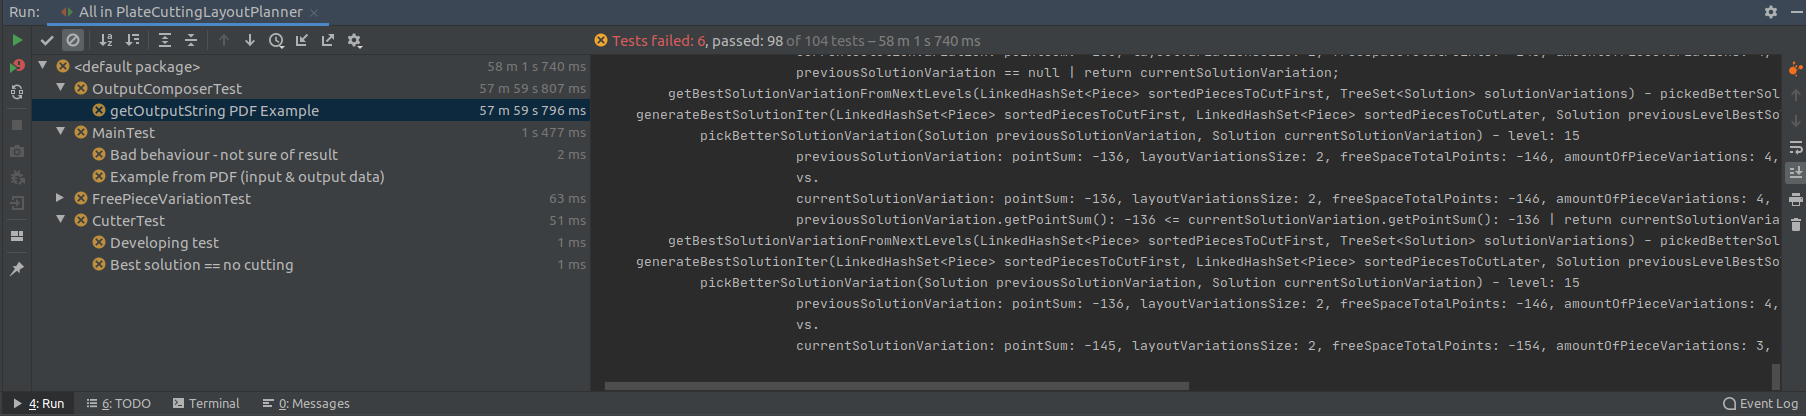 Run: All in PlateCuttingLayoutPlanner ×
Tests failed: 6, passed: 98 of 104 tests – 58 m 1 s 740 ms
<default package> 58 m 1 s 740 ms
OutputComposerTest 57 m 59 s 807 ms
getOutputString PDF Example 57 m 59 s 796 ms
MainTest 1 s 477 ms
Bad behaviour - not sure of result 2 ms
Example from PDF (input & output data)
FreePieceVariationTest 63 ms
CutterTest 51 ms
Developing test 1 ms
Best solution == no cutting 1 ms
previousSolutionVariation == null | return currentSolutionVariation;
getBestSolutionVariationFromNextLevels(LinkedHashSet<Piece> sortedPiecesToCutFirst, TreeSet<Solution> solutionVariations) - pickedBetterSol
generateBestSolutionIter(LinkedHashSet<Piece> sortedPiecesToCutFirst, LinkedHashSet<Piece> sortedPiecesToCutLater, Solution previousLevelBestSo
pickBetterSolutionVariation(Solution previousSolutionVariation, Solution currentSolutionVariation) - level: 15
previousSolutionVariation: pointSum: -136, layoutVariationsSize: 2, freeSpaceTotalPoints: -146, amountOfPieceVariations: 4,
vs.
currentSolutionVariation: pointSum: -136, layoutVariationsSize: 2, freeSpaceTotalPoints: -146, amountOfPieceVariations: 4,
previousSolutionVariation.getPointSum(): -136 <= currentSolutionVariation.getPointSum(): -136 | return currentSolutionVaria
getBestSolutionVariationFromNextLevels(LinkedHashSet<Piece> sortedPiecesToCutFirst, TreeSet<Solution> solutionVariations) - pickedBetterSol
generateBestSolutionIter(LinkedHashSet<Piece> sortedPiecesToCutFirst, LinkedHashSet<Piece> sortedPiecesToCutLater, Solution previousLevelBestSo
pickBetterSolutionVariation(Solution previousSolutionVariation, Solution currentSolutionVariation) - level: 15
previousSolutionVariation: pointSum: -136, layoutVariationsSize: 2, freeSpaceTotalPoints: -146, amountOfPieceVariations: 4,
vs.
currentSolutionVariation: pointSum: -145, layoutVariationsSize: 2, freeSpaceTotalPoints: -154, amountOfPieceVariations: 3,
4: Run 6: TODO Terminal 0: Messages Event Log